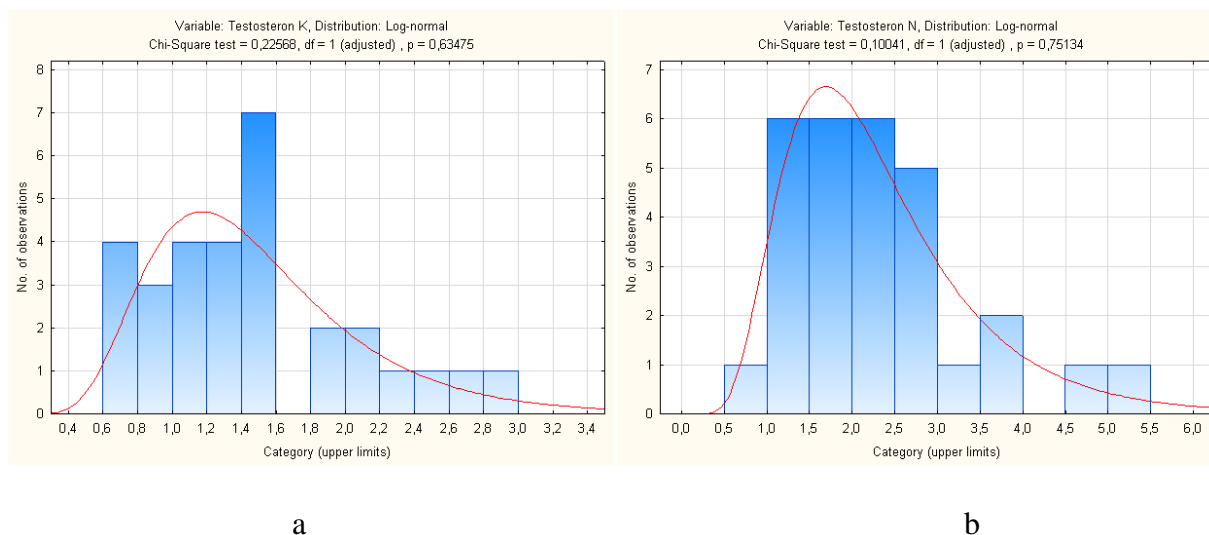 Variable: Testosteron K, Distribution: Log-normal
Chi-Square test = 0,22568, df = 1 (adjusted) , p = 0,63475
8
7
6
5
4
3
2
1
0
No. of observations
0,4 0,6 0,8 1,0 1,2 1,4 1,6 1,8 2,0 2,2 2,4 2,6 2,8 3,0 3,2 3,4
Category (upper limits)
a
Variable: Testosteron N, Distribution: Log-normal
Chi-Square test = 0,10041, df = 1 (adjusted) , p = 0,75134
7
6
5
4
3
2
1
0
No. of observations
0,0 0,5 1,0 1,5 2,0 2,5 3,0 3,5 4,0 4,5 5,0 5,5 6,0
Category (upper limits)
b